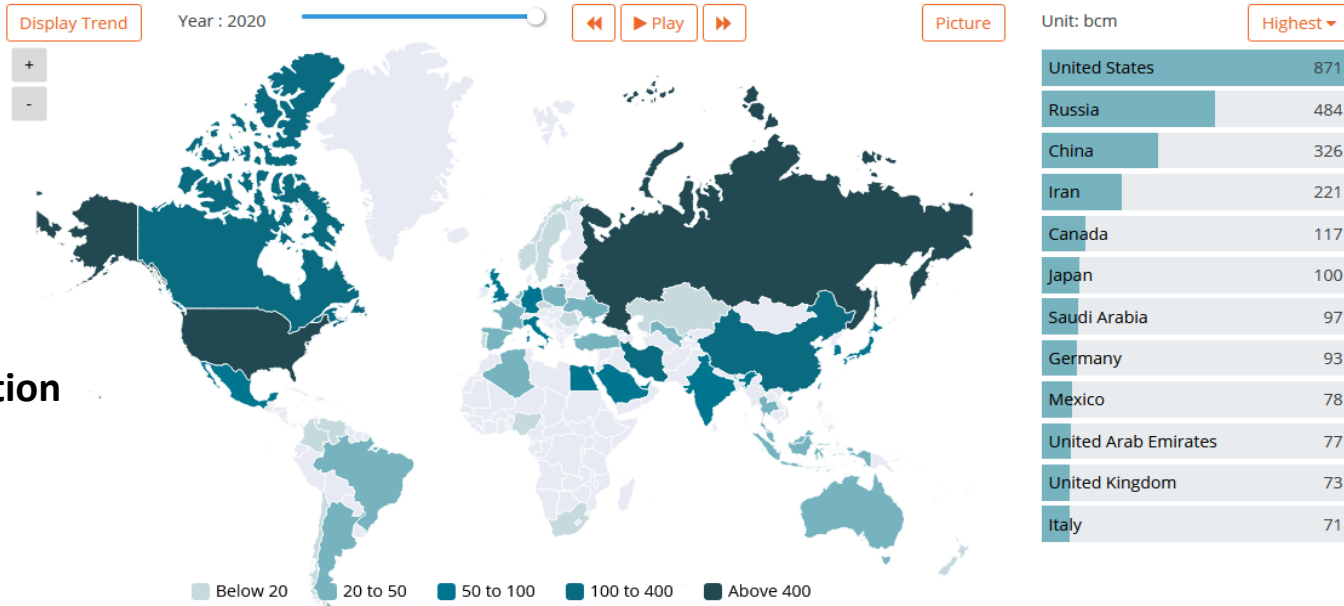 Display Trend
Year : 2020
Play
Picture
Unit: bcm
Highest
+
-
United States 871
Russia 484
China 326
Iran 221
Canada 117
Japan 100
Saudi Arabia 97
Germany 93
Mexico 78
United Arab Emirates 77
United Kingdom 73
Italy 71
tion
Below 20
20 to 50
50 to 100
100 to 400
Above 400